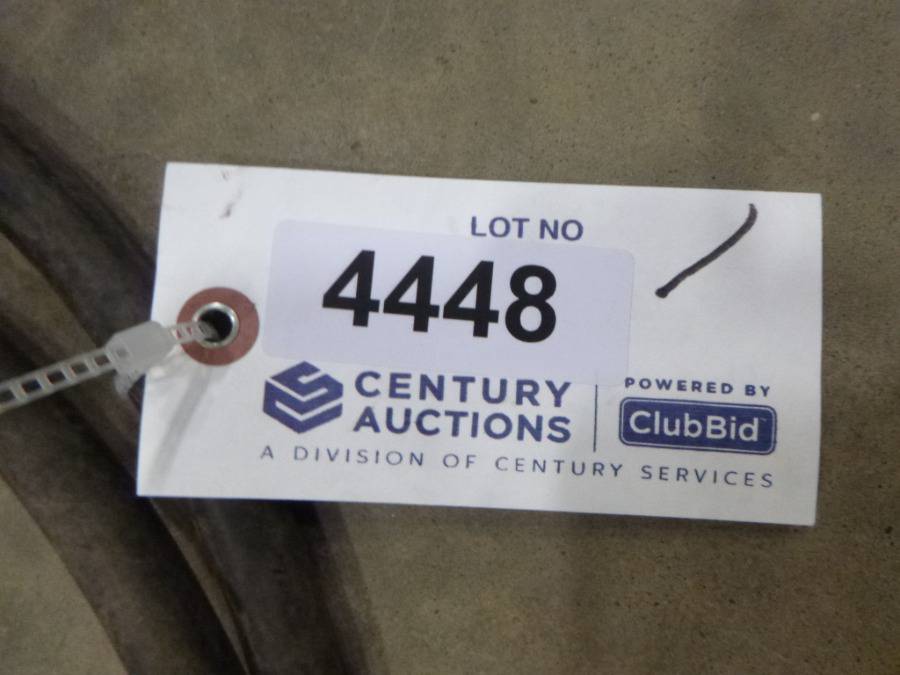 LOT NO
4448
CENTURY
AUCTIONS
A DIVISION OF CENTURY SERVICES
POWERED BY
ClubBid